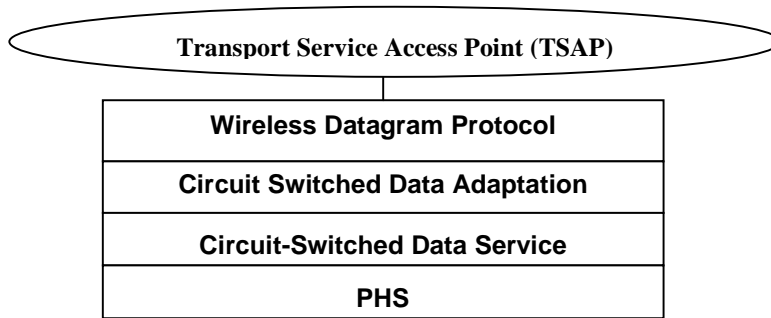 Transport Service Access Point (TSAP)
Wireless Datagram Protocol
Circuit Switched Data Adaptation
Circuit-Switched Data Service
PHS